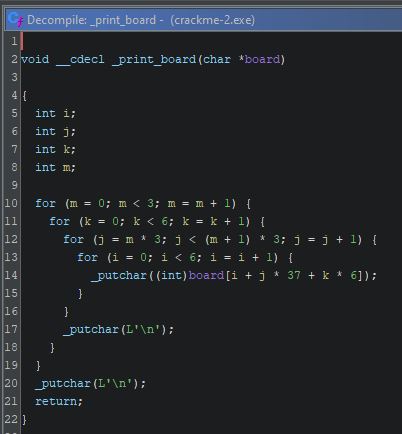 Decompile: _print_board - (crackme-2.exe)
1
2 void __cdecl _print_board(char *board)
3
4 {
5   int i;
6   int j;
7   int k;
8   int m;
9
10   for (m = 0; m < 3; m = m + 1) {
11     for (k = 0; k < 6; k = k + 1) {
12       for (j = m * 3; j < (m + 1) * 3; j = j + 1) {
13         for (i = 0; i < 6; i = i + 1) {
14           _putchar((int)board[i + j * 37 + k * 6]);
15         }
16       }
17       _putchar(L'\n');
18     }
19   }
20   _putchar(L'\n');
21   return;
22 }